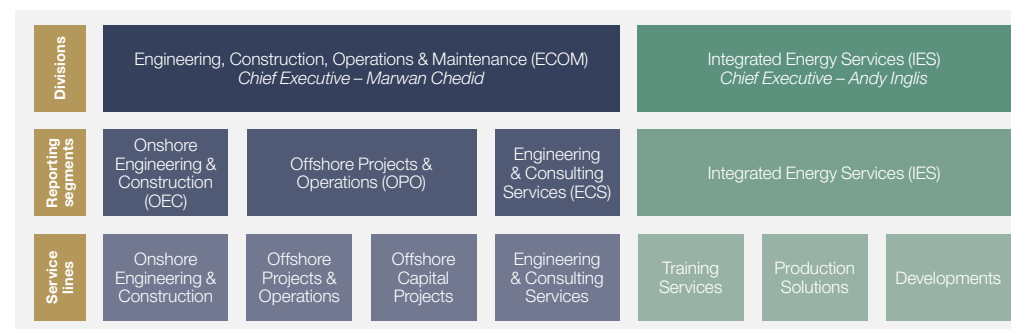 Divisions
Engineering, Construction, Operations & Maintenance (ECOM)
Chief Executive – Marwan Chedid
Integrated Energy Services (IES)
Chief Executive – Andy Inglis
Reporting
segments
Onshore
Engineering &
Construction
(OEC)
Offshore Projects &
Operations (OPO)
Engineering
& Consulting
Services (ECS)
Integrated Energy Services (IES)
Service
lines
Onshore
Engineering &
Construction
Offshore
Projects &
Operations
Offshore
Capital
Projects
Engineering
& Consulting
Services
Training
Services
Production
Solutions
Developments